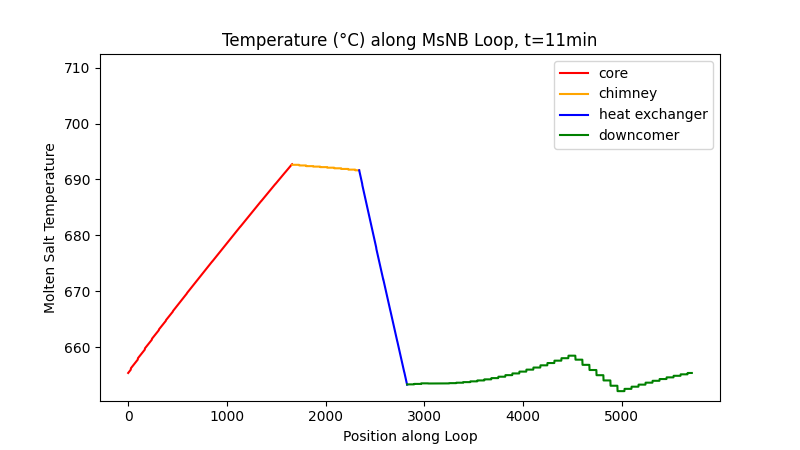 Temperature (°C) along MsNB Loop, t=11min
710
700
690
680
670
660
Molten Salt Temperature
core
chimney
heat exchanger
downcomer
0
1000
2000
3000
4000
5000
Position along Loop